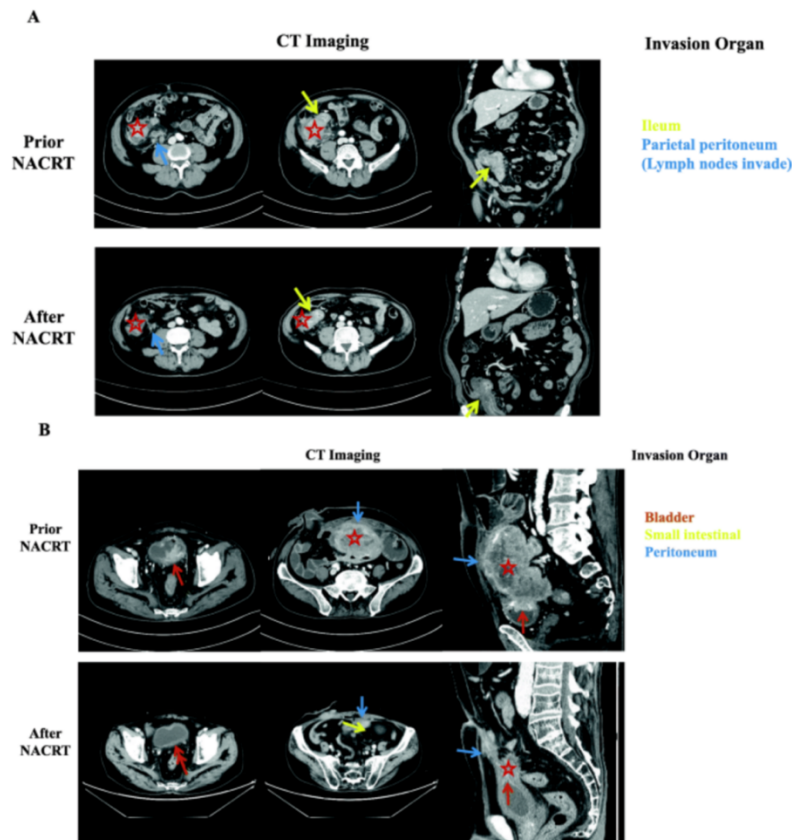 A
CT Imaging
Invasion Organ
Prior
NACRT
Ileum
Parietal peritoneum
(Lymph nodes invade)
After
NACRT
B
CT Imaging
Invasion Organ
Prior
NACRT
Bladder
Small intestinal
Peritoneum
After
NACRT